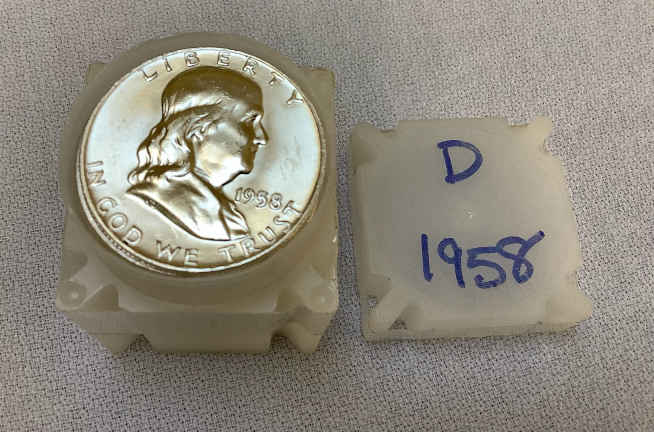 LIBERTY
IN GOD WE TRUST
1958
D
1958